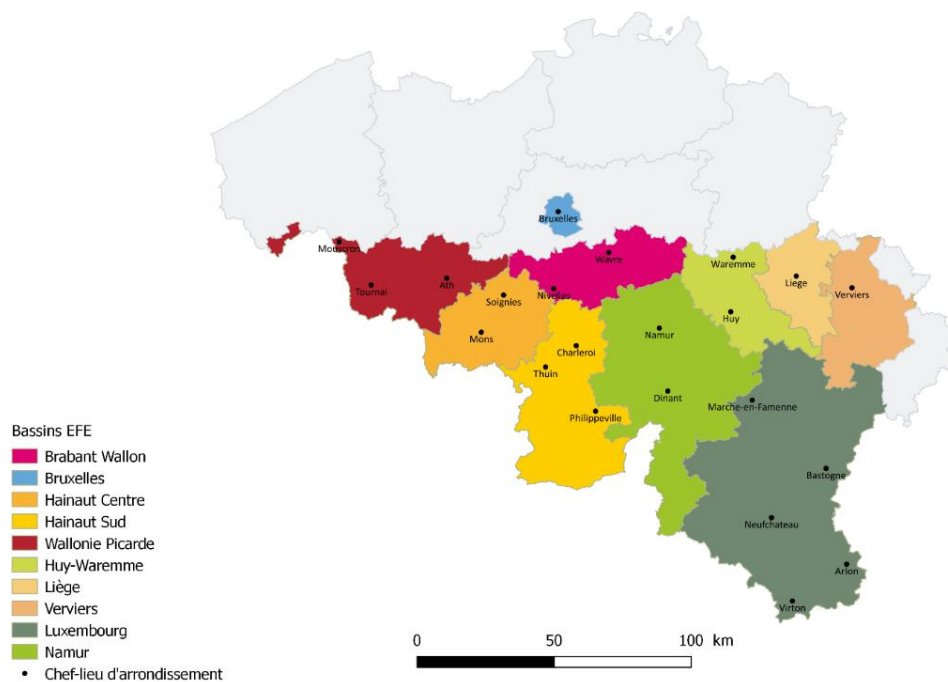 Bruxelles
Mouscron
Wavre
Waremme
Tournai
Ath
Soignies
Nivelles
Liège
Verviers
Huy
Mons
Namur
Charleroi
Thuin
Dinant
Marche-en-Famenne
Philippeville
Bastogne
Neufchateau
Arlon
Virton
Bassins EFE
Brabant Wallon
Bruxelles
Hainaut Centre
Hainaut Sud
Wallonie Picarde
Huy-Waremme
Liège
Verviers
Luxembourg
Namur
Chef-lieu d'arrondissement
0 50 100 km